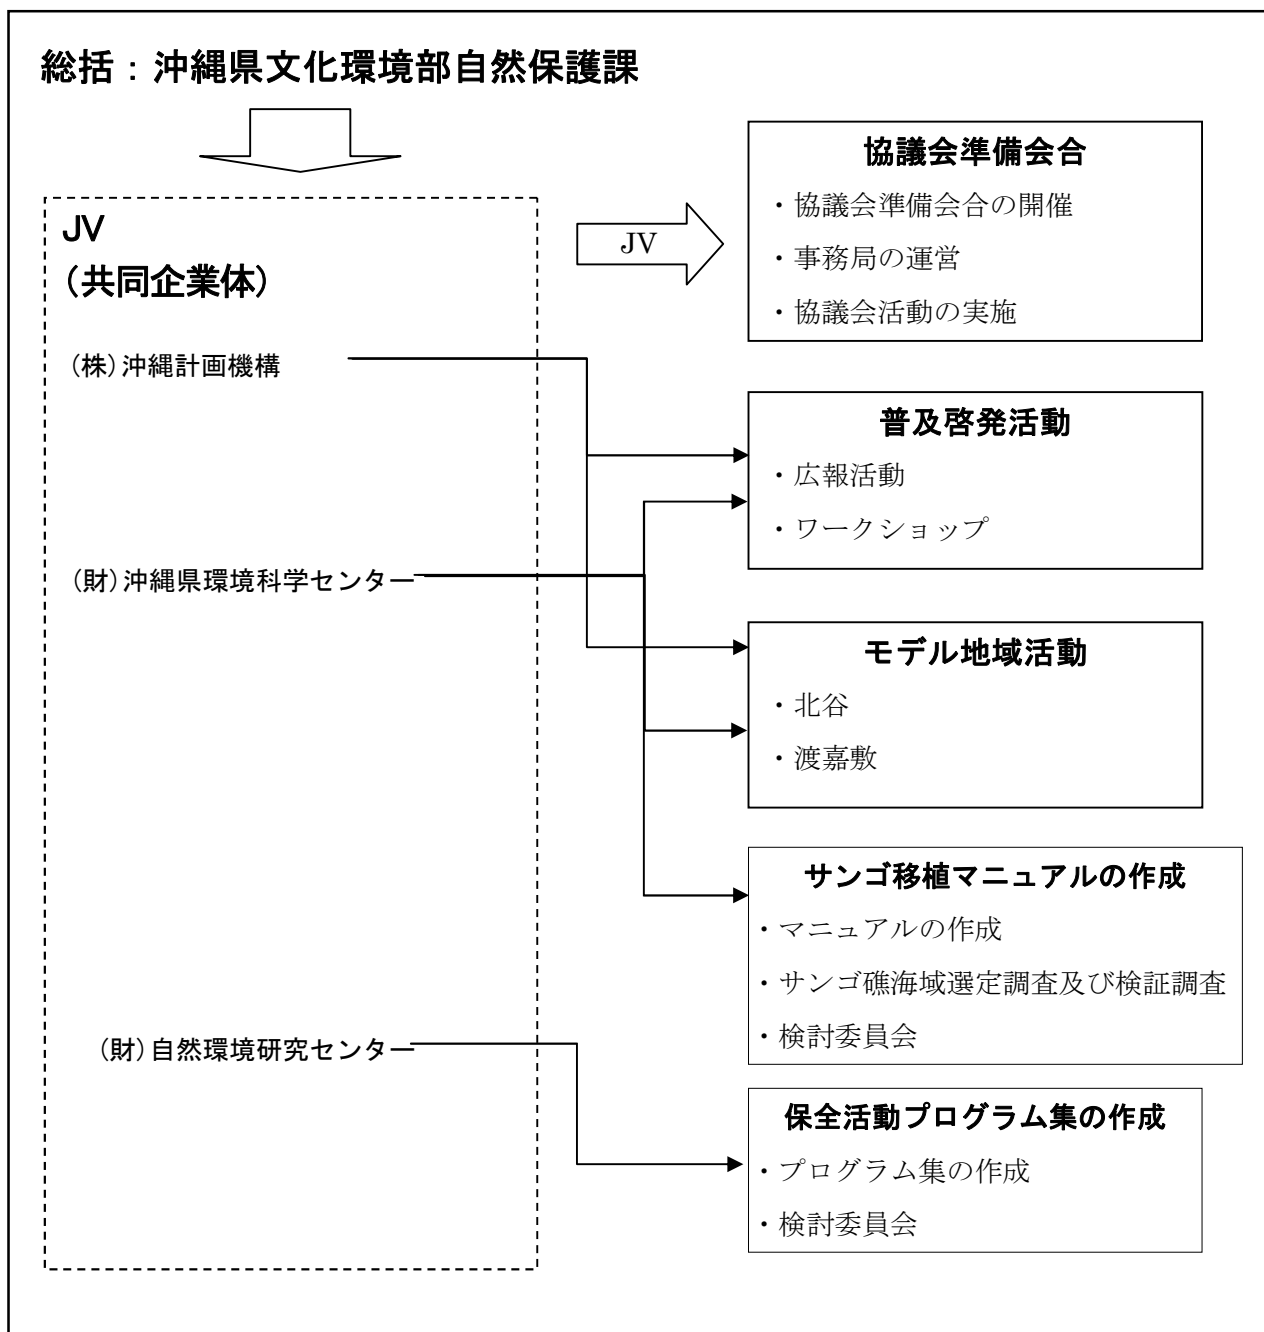 総括：沖縄県文化環境部自然保護課
JV
（共同企業体）
(株)沖縄計画機構
(財)沖縄県環境科学センター
(財)自然環境研究センター
JV
協議会準備会合
・協議会準備会合の開催
・事務局の運営
・協議会活動の実施
普及啓発活動
・広報活動
・ワークショップ
モデル地域活動
・北谷
・渡嘉敷
サンゴ移植マニュアルの作成
・マニュアルの作成
・サンゴ礁海域選定調査及び検証調査
・検討委員会
保全活動プログラム集の作成
・プログラム集の作成
・検討委員会